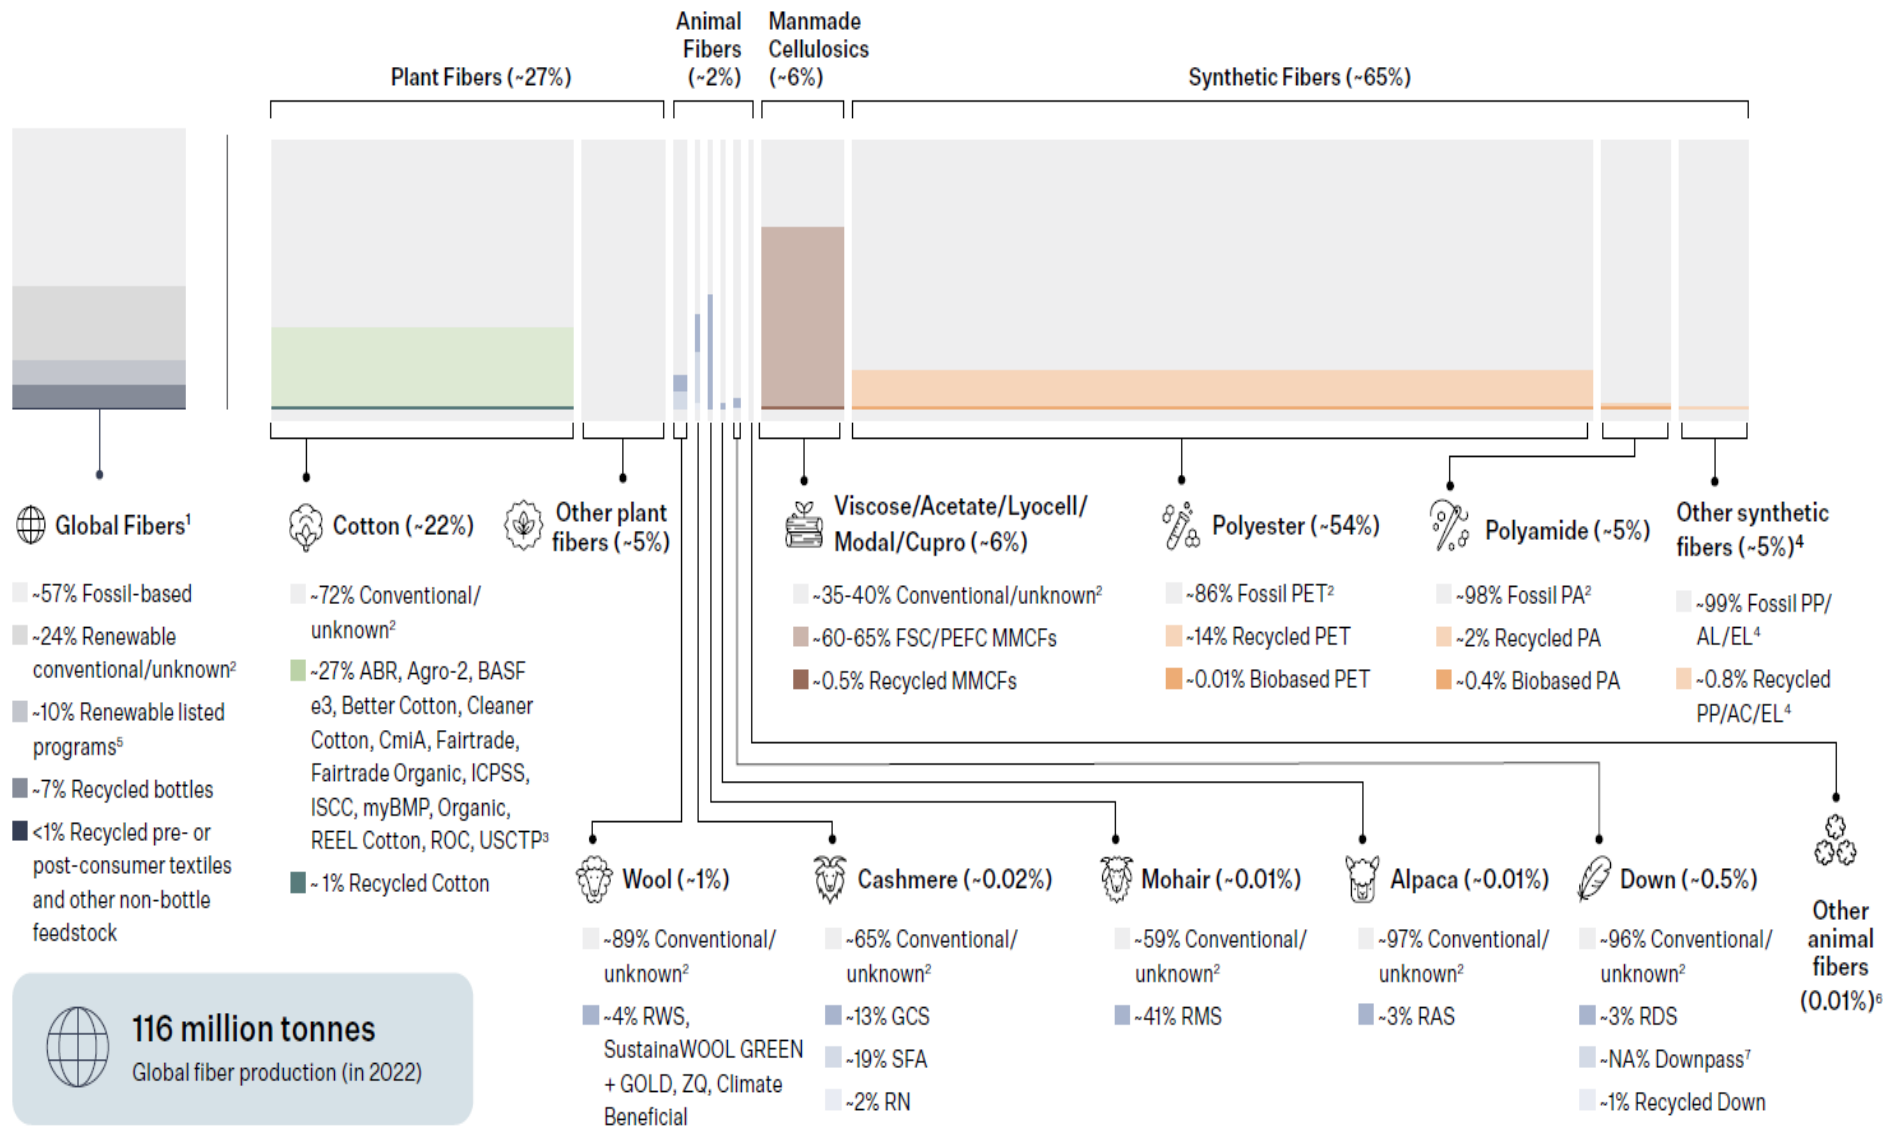 Animal
Fibers
(~2%)
Manmade
Cellulosics
(~6%)
Plant Fibers (~27%)
Synthetic Fibers (~65%)
Global Fibers¹
~57% Fossil-based
~24% Renewable
conventional/unknown²
~10% Renewable listed
programs⁵
~7% Recycled bottles
<1% Recycled pre- or
post-consumer textiles
and other non-bottle
feedstock
Cotton (~22%)
~72% Conventional/
unknown²
~27% ABR, Agro-2, BASF
e3, Better Cotton, Cleaner
Cotton, CmiA, Fairtrade,
Fairtrade Organic, ICPSS,
ISCC, myBMP, Organic,
REEL Cotton, ROC, USCTP³
~ 1% Recycled Cotton
Other plant
fibers (~5%)
Viscose/Acetate/Lyocell/
Modal/Cupro (~6%)
~35-40% Conventional/unknown²
~60-65% FSC/PEFC MMCFs
~0.5% Recycled MMCFs
Polyester (~54%)
~86% Fossil PET²
~14% Recycled PET
~0.01% Biobased PET
Polyamide (~5%)
~98% Fossil PA²
~2% Recycled PA
~0.4% Biobased PA
Other synthetic
fibers (~5%)⁴
~99% Fossil PP/
AL/EL⁴
~0.8% Recycled
PP/AC/EL⁴
Wool (~1%)
~89% Conventional/
unknown²
~4% RWS,
SustainaWOOL GREEN
+ GOLD, ZQ, Climate
Beneficial
Cashmere (~0.02%)
~65% Conventional/
unknown²
~13% GCS
~19% SFA
~2% RN
Mohair (~0.01%)
~59% Conventional/
unknown²
~41% RMS
Alpaca (~0.01%)
~97% Conventional/
unknown²
~3% RAS
Down (~0.5%)
~96% Conventional/
unknown²
~3% RDS
~NA% Downpass⁷
~1% Recycled Down
Other
animal
fibers
(0.01%)⁶
116 million tonnes
Global fiber production (in 2022)